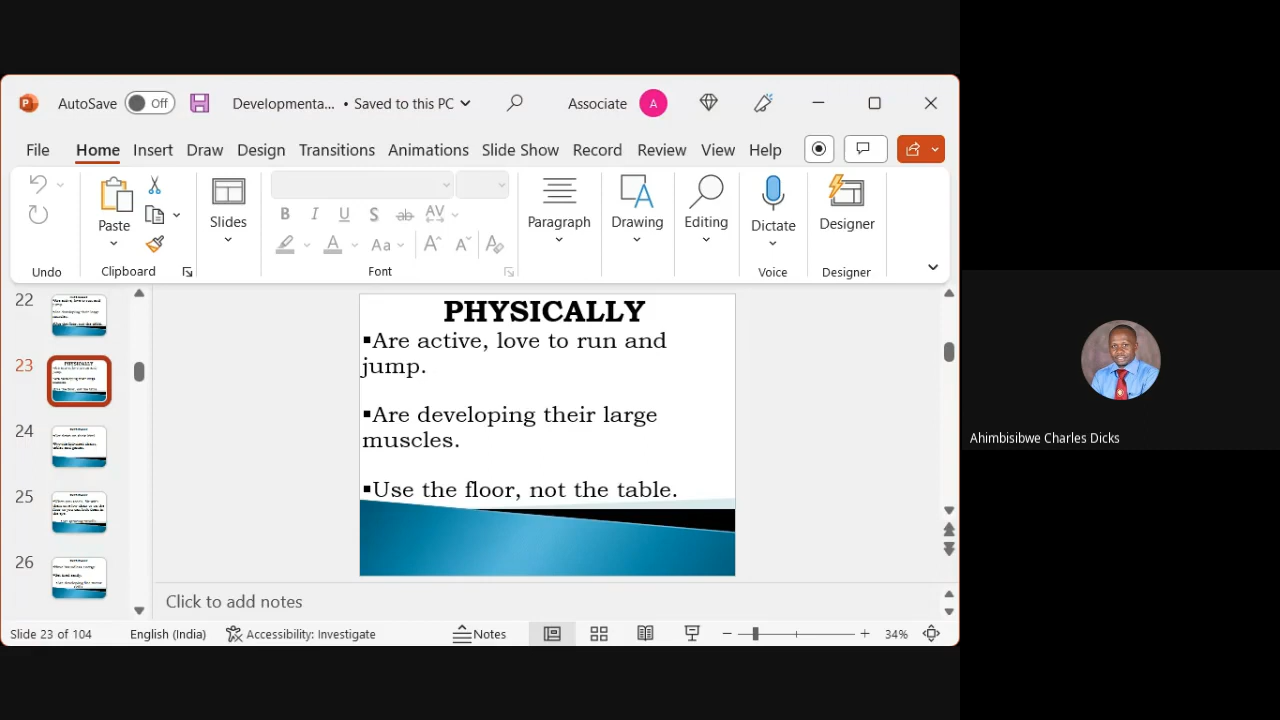 AutoSave Off Developmenta... • Saved to this PC Associate A
File Home Insert Draw Design Transitions Animations Slide Show Record Review View Help
Paste Slides B I U S ab AV Aa A A A A Paragraph Drawing Editing Dictate Designer
Undo Clipboard Font Voice Designer
22
23
24
25
26
PHYSICALLY
▪Are active, love to run and
jump.
▪Are developing their large
muscles.
▪Use the floor, not the table.
Click to add notes
Slide 23 of 104 English (India) Accessibility: Investigate Notes 34%
Ahimbisibwe Charles Dicks